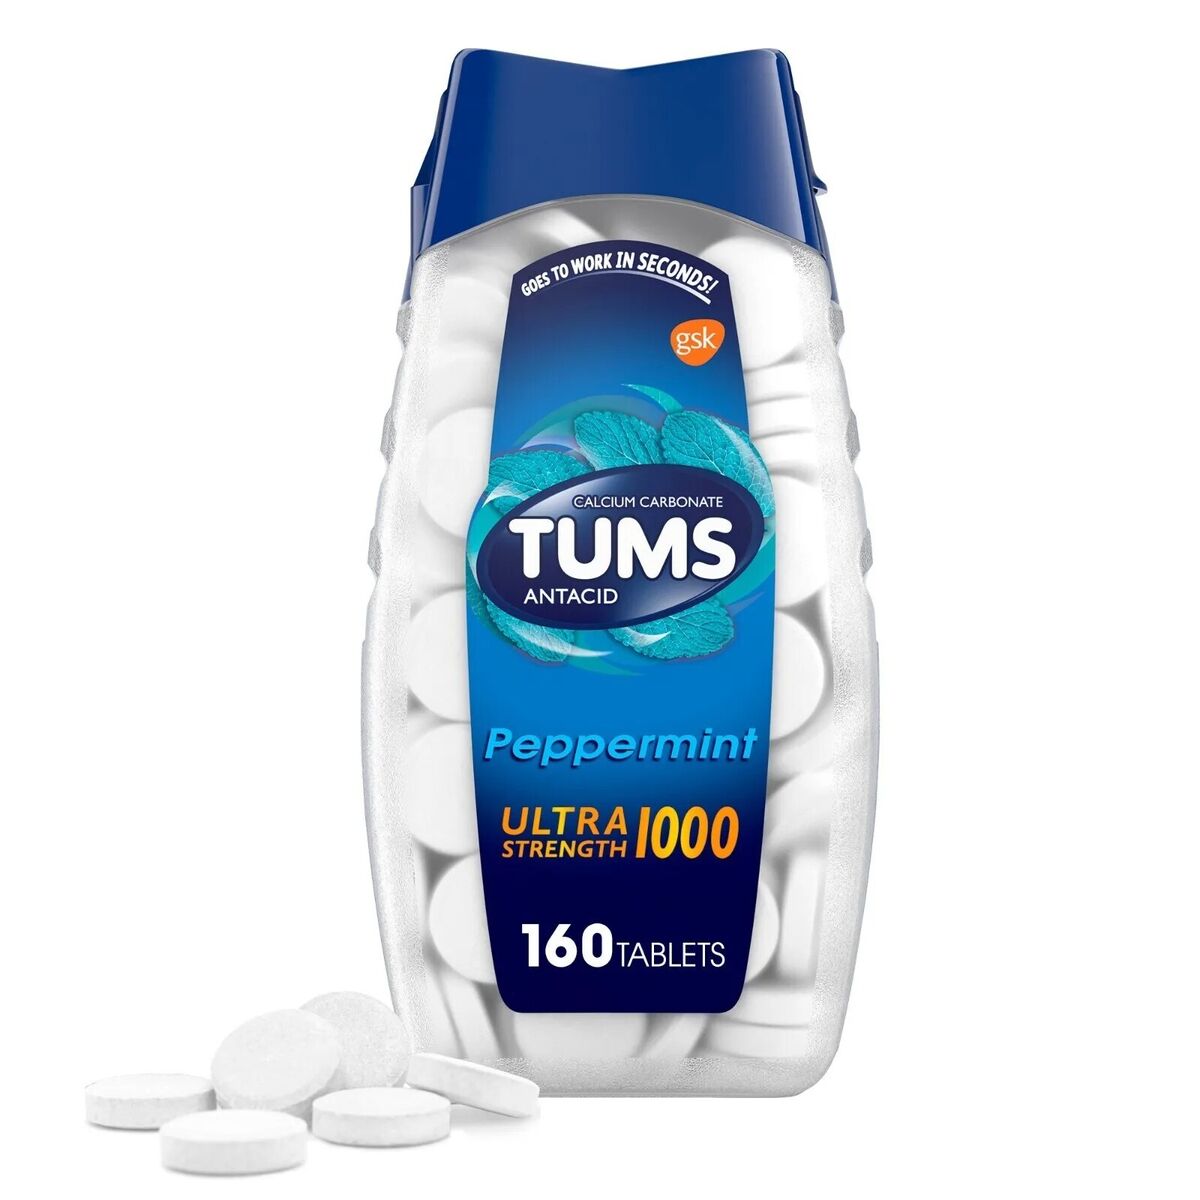 GOES TO WORK IN SECONDS!
gsk
CALCIUM CARBONATE
TUMS
ANTACID
Peppermint
ULTRA
STRENGTH 1000
160 TABLETS